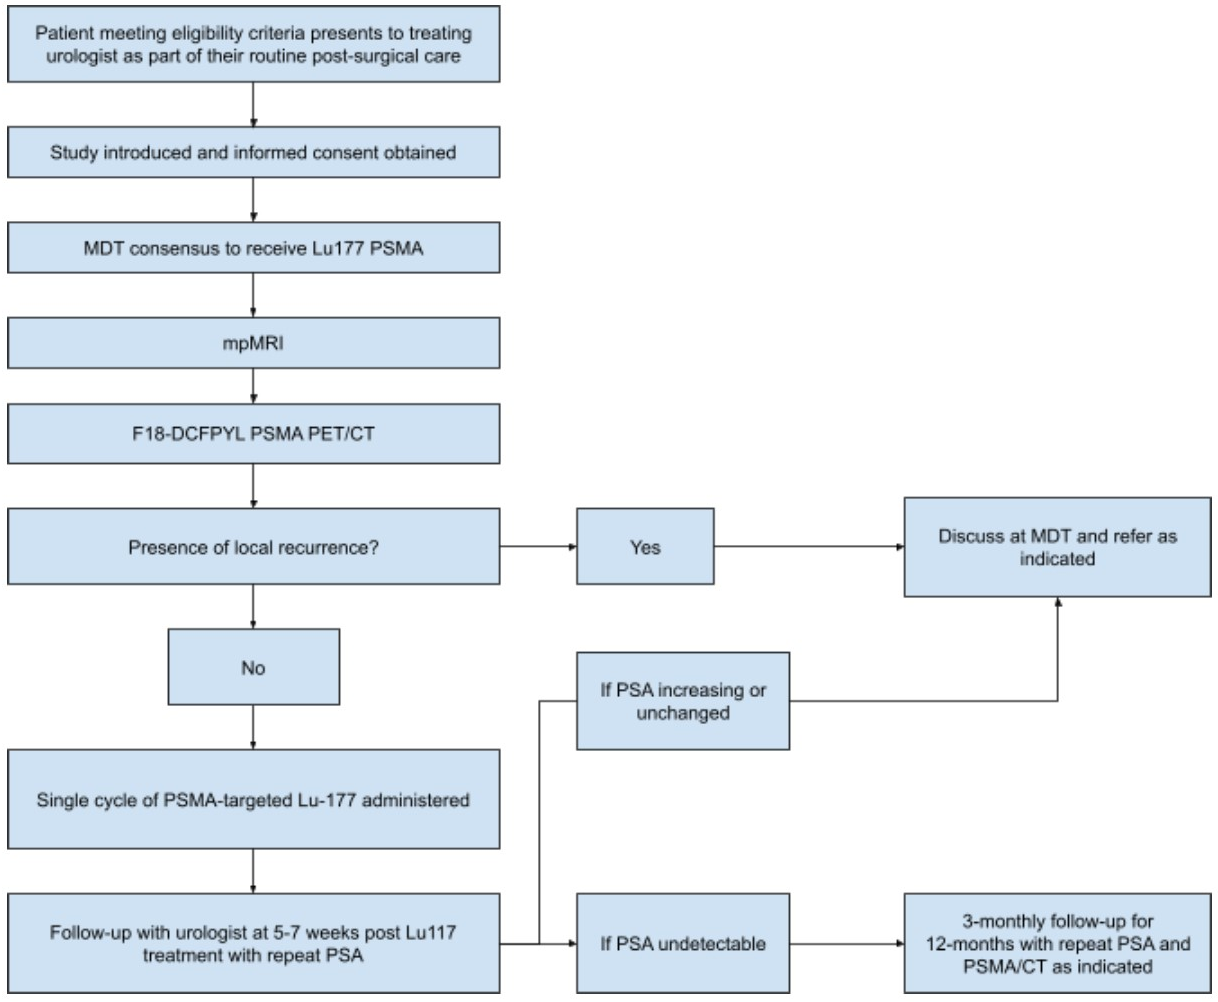 Patient meeting eligibility criteria presents to treating
urologist as part of their routine post-surgical care
Study introduced and informed consent obtained
MDT consensus to receive Lu177 PSMA
mpMRI
F18-DCFPYL PSMA PET/CT
Presence of local recurrence?
Yes
Discuss at MDT and refer as
indicated
No
If PSA increasing or
unchanged
Single cycle of PSMA-targeted Lu-177 administered
Follow-up with urologist at 5-7 weeks post Lu117
treatment with repeat PSA
If PSA undetectable
3-monthly follow-up for
12-months with repeat PSA and
PSMA/CT as indicated